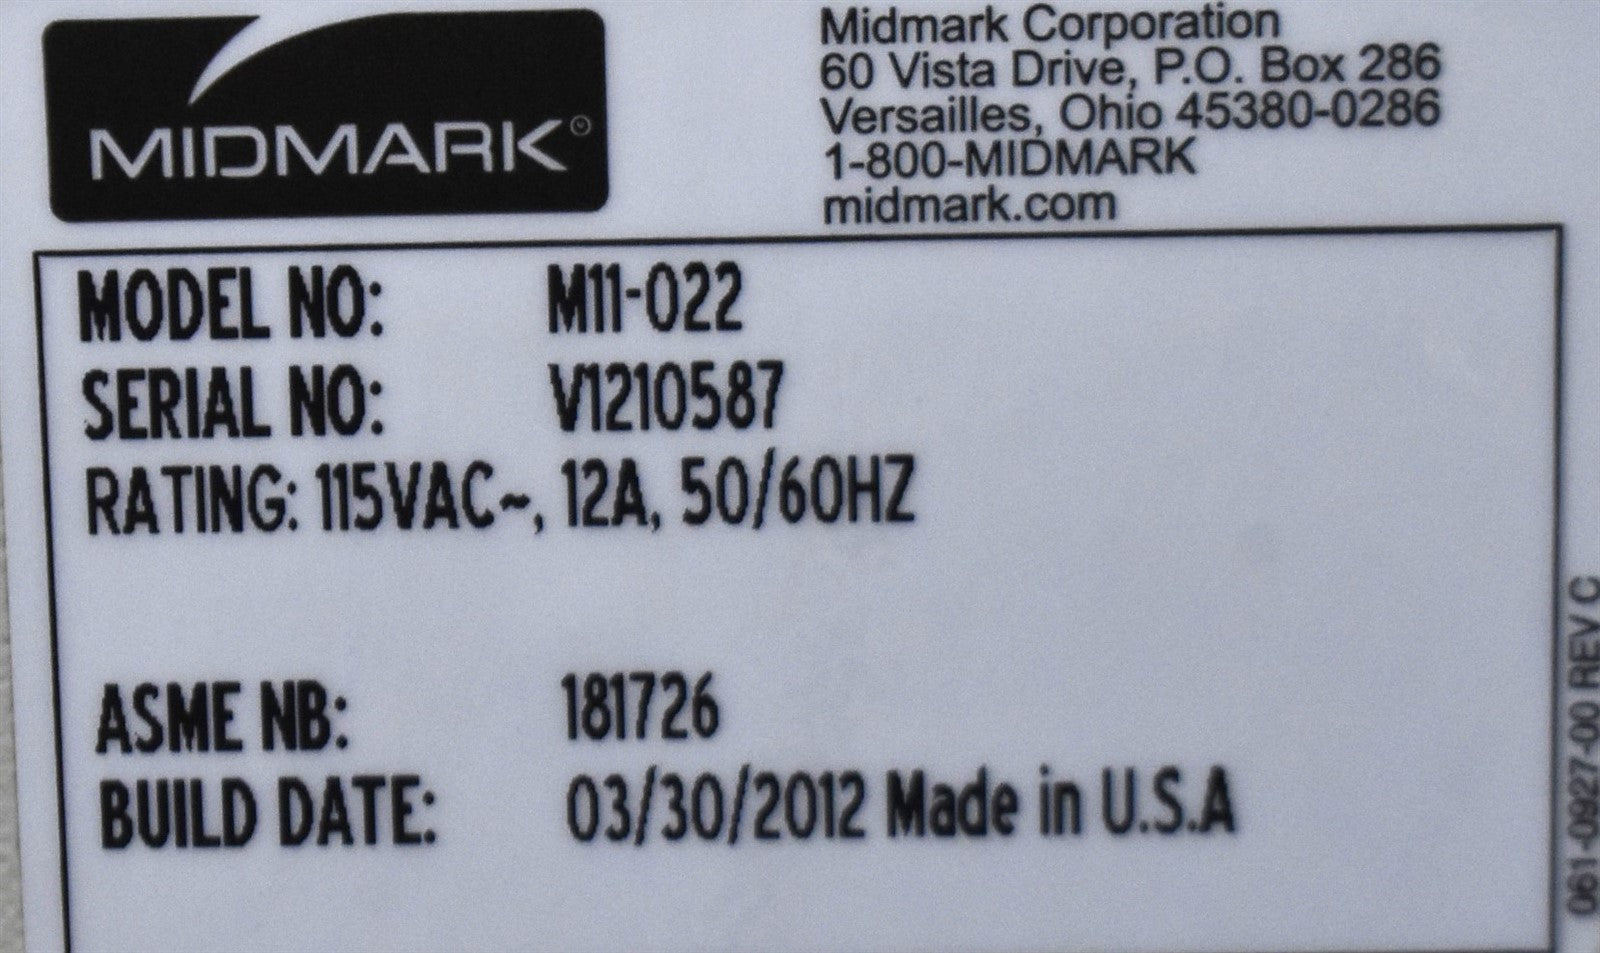 MIDMARK®
Midmark Corporation
60 Vista Drive, P.O. Box 286
Versailles, Ohio 45380-0286
1-800-MIDMARK
midmark.com
MODEL NO: M11-022
SERIAL NO: V1210587
RATING: 115VAC~, 12A, 50/60HZ
ASME NB: 181726
BUILD DATE: 03/30/2012 Made in U.S.A
061-0927-00 REV C